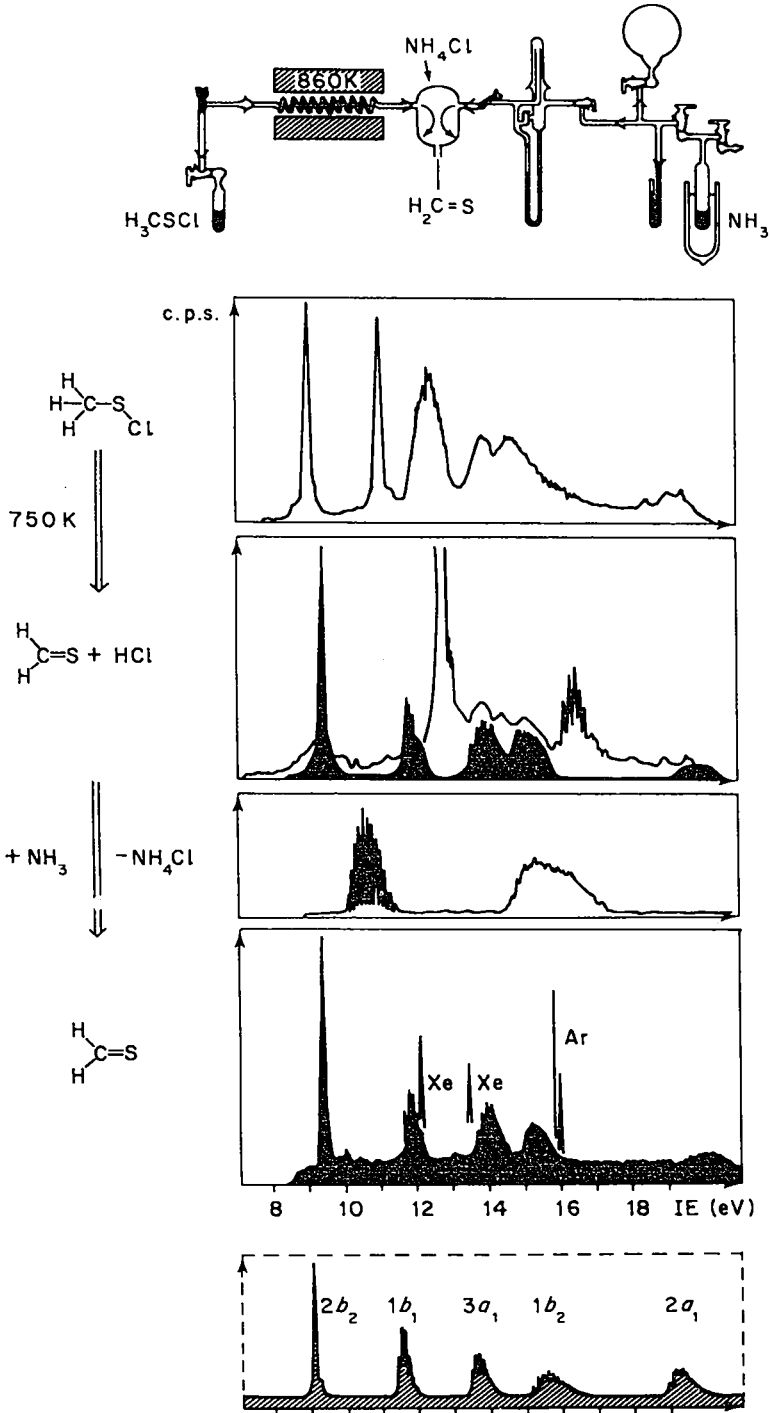 NH₄Cl
860K
H₂C=S
H₃CSCl
NH₃
c.p.s.
H
H C S
H Cl
750 K
H
C=S + HCl
H
+ NH₃ −NH₄Cl
Xe Xe Ar
H
C=S
H
8 10 12 14 16 18 IE (eV)
2b₂ 1b₁ 3a₁ 1b₂ 2a₁